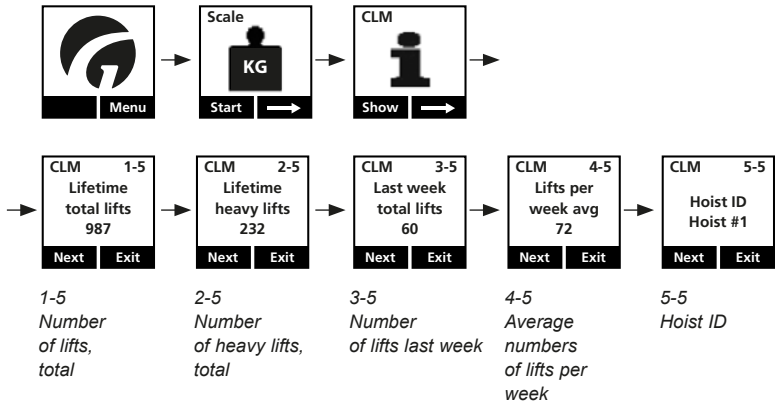 Menu
Scale
KG
Start
CLM
Show
CLM 1-5
Lifetime
total lifts
987
Next Exit
CLM 2-5
Lifetime
heavy lifts
232
Next Exit
CLM 3-5
Last week
total lifts
60
Next Exit
CLM 4-5
Lifts per
week avg
72
Next Exit
CLM 5-5
Hoist ID
Hoist #1
Next Exit
1-5
Number
of lifts,
total
2-5
Number
of heavy lifts,
total
3-5
Number
of lifts last week
4-5
Average
numbers
of lifts per
week
5-5
Hoist ID